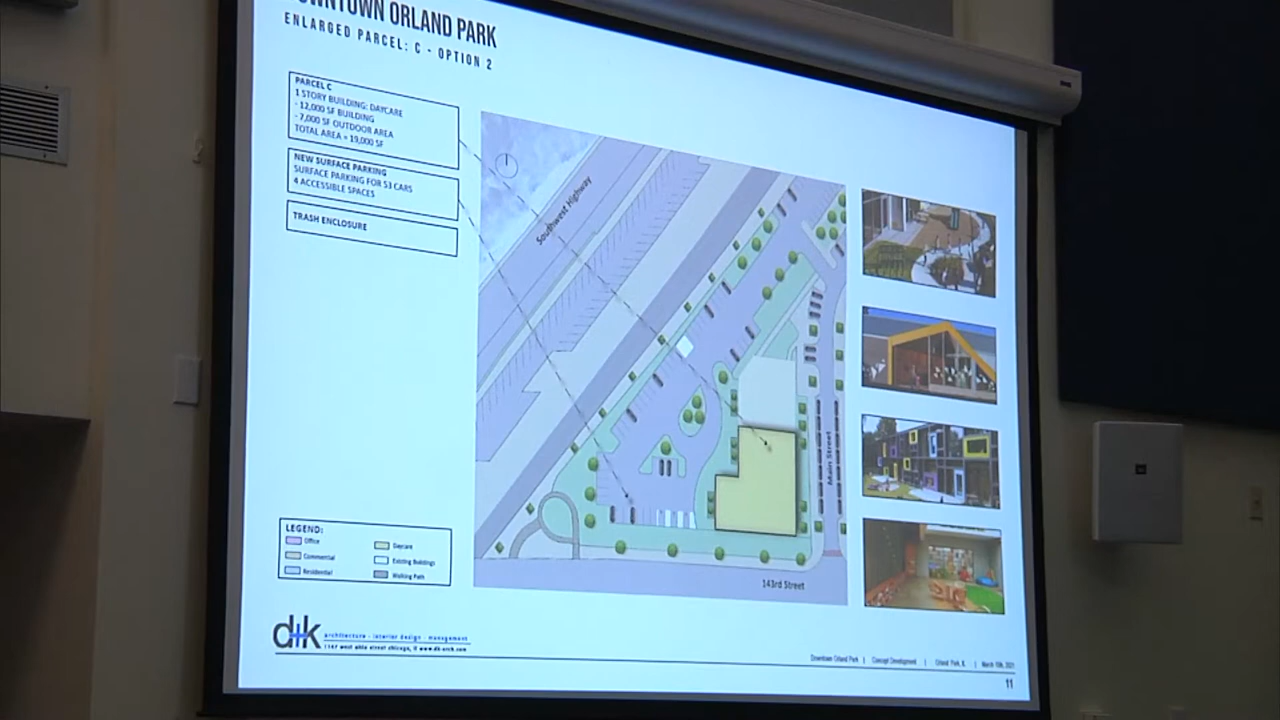 DOWNTOWN ORLAND PARK
ENLARGED PARCEL: C - OPTION 2
PARCEL C
1 STORY BUILDING: DAYCARE
- 12,000 SF BUILDING
- 7,000 SF OUTDOOR AREA
TOTAL AREA = 19,000 SF
NEW SURFACE PARKING
SURFACE PARKING FOR 53 CARS
4 ACCESSIBLE SPACES
TRASH ENCLOSURE
Southwest Highway
Main Street
143rd Street
LEGEND:
Office
Commercial
Residential
Daycare
Existing Buildings
Walking Path
d+k
architecture - interior design - management
Downtown Orland Park | Concept Development | Orland Park, IL | March 10th, 2021
11